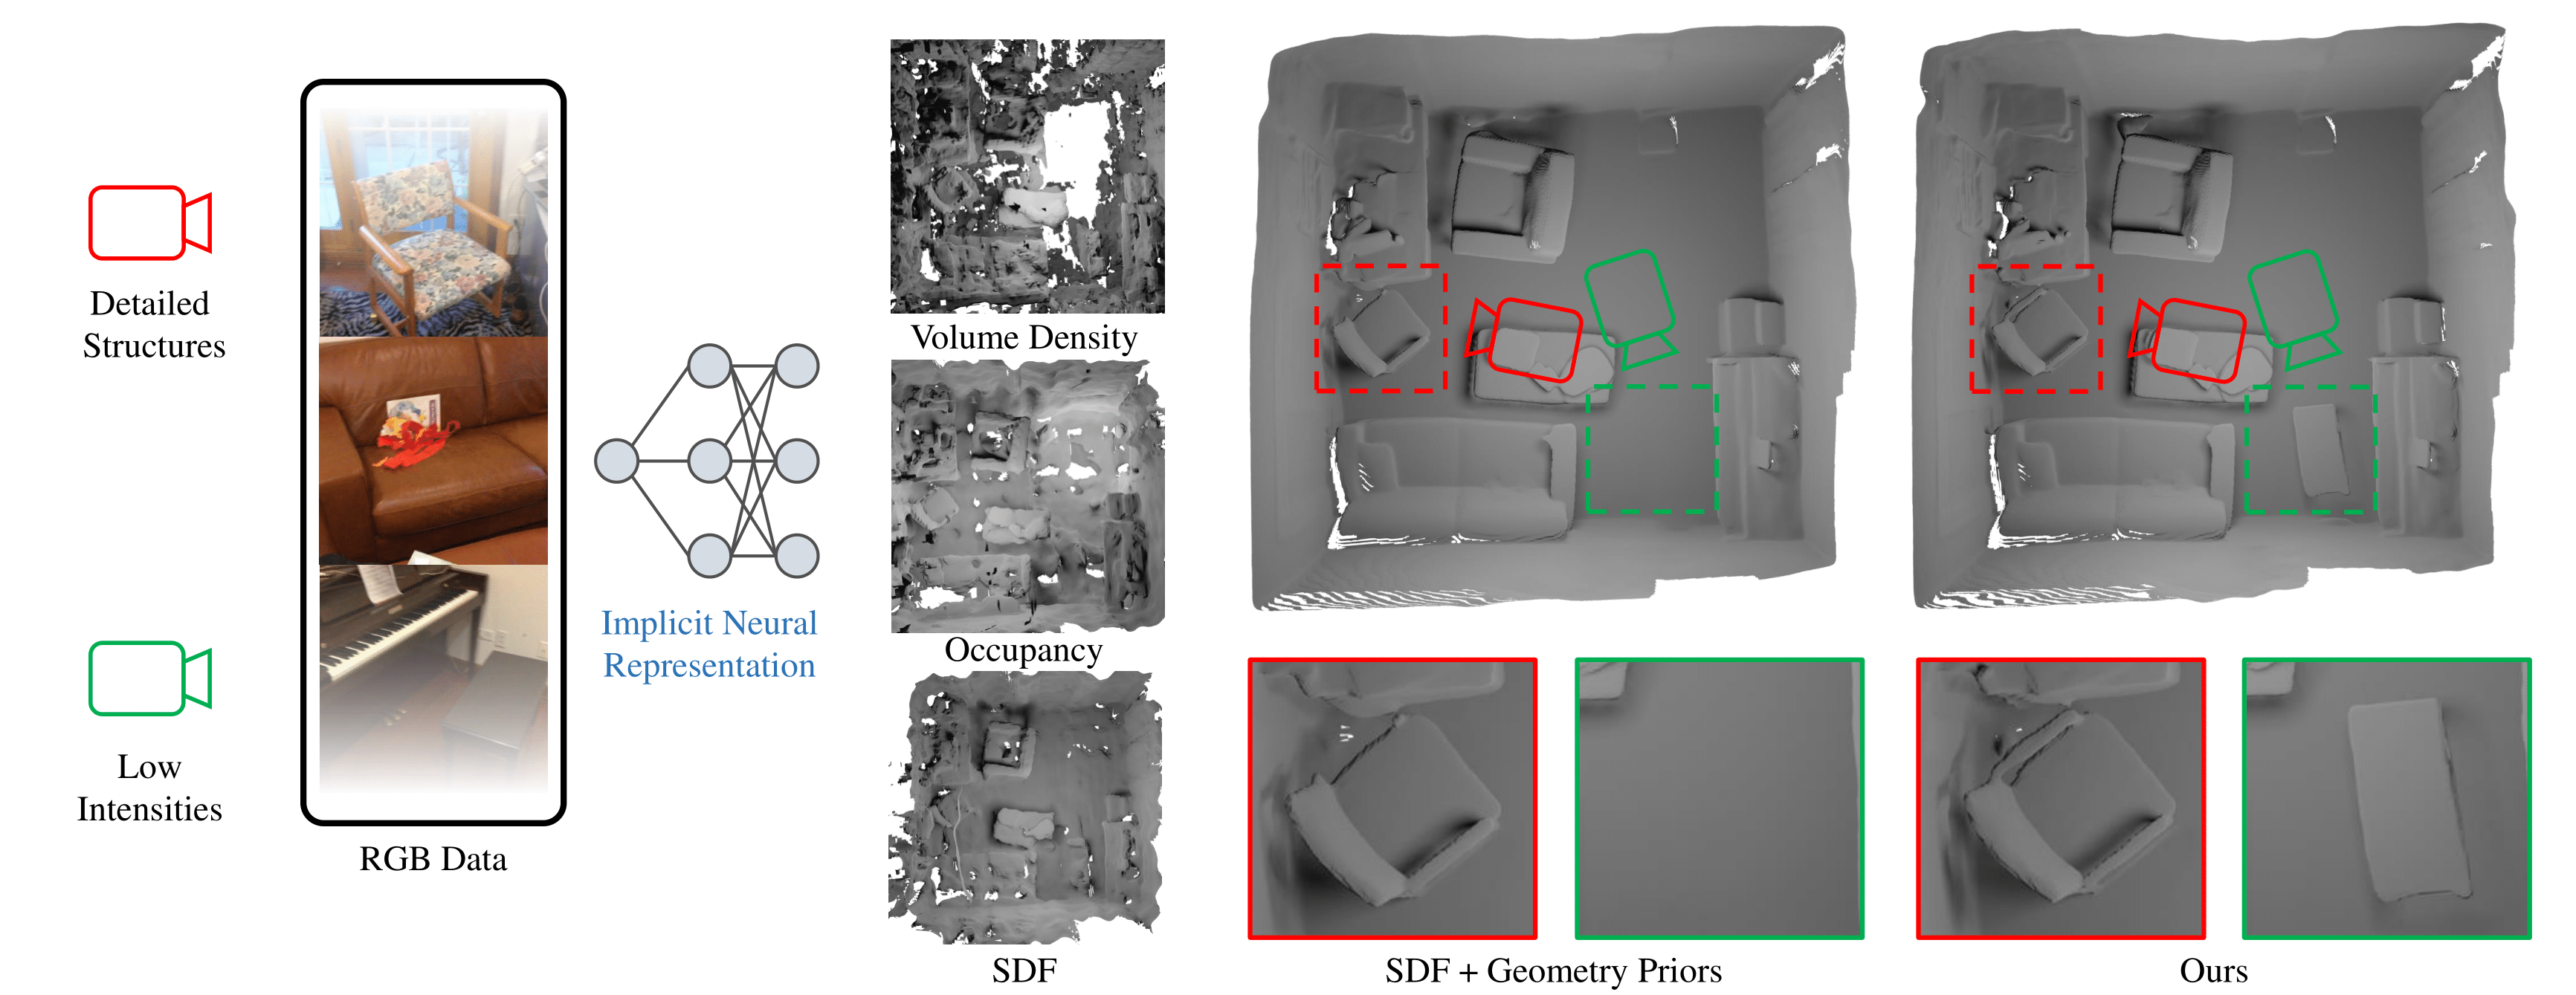 Detailed
Structures
Low
Intensities
RGB Data
Implicit Neural
Representation
Volume Density
Occupancy
SDF
SDF + Geometry Priors
Ours